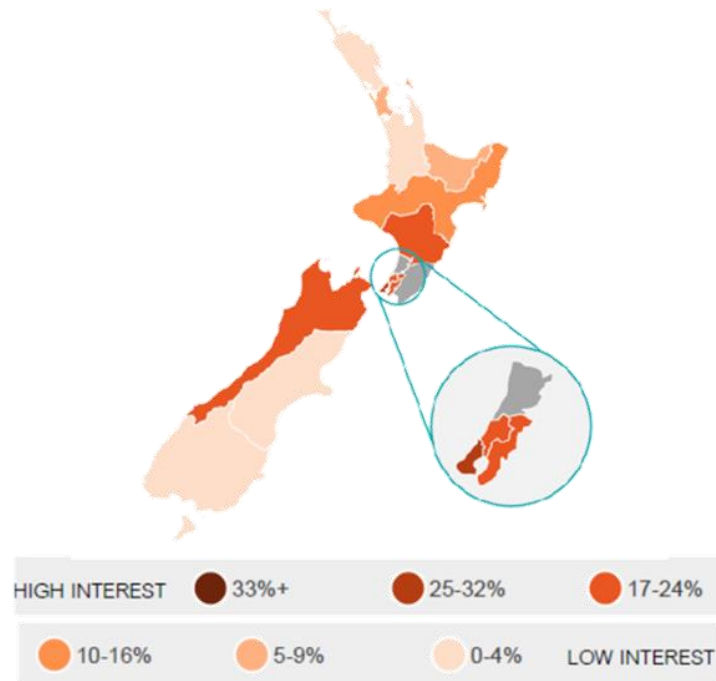 HIGH INTEREST 33%+ 25-32% 17-24%
10-16% 5-9% 0-4% LOW INTEREST